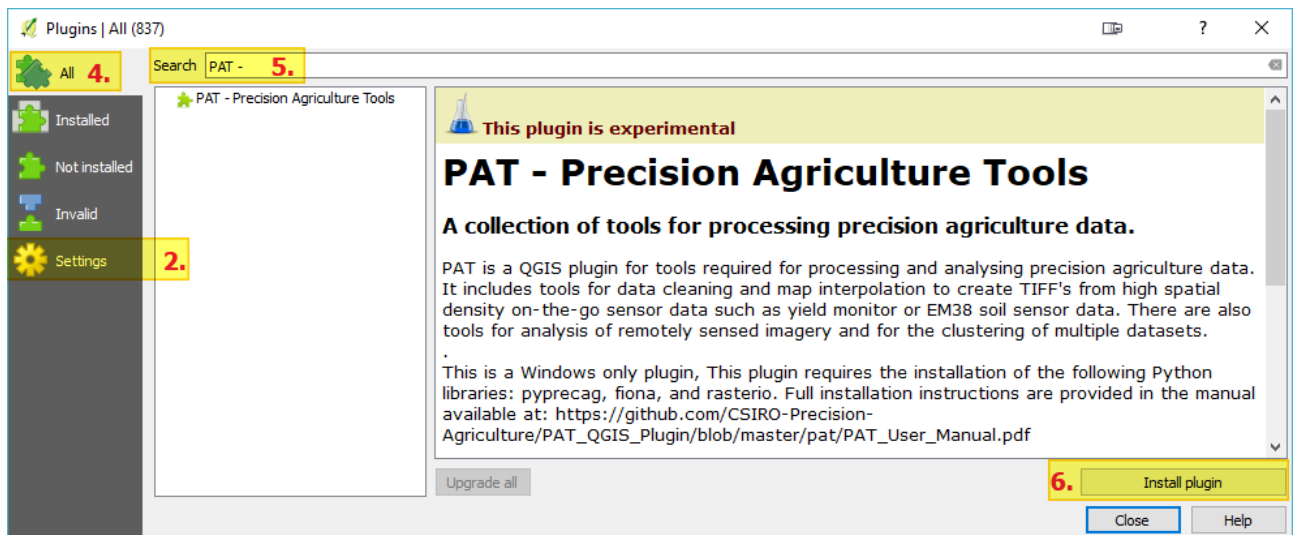 Plugins | All (837)
?
All 4.
Search PAT - 5.
Installed
Not installed
Invalid
Settings 2.
PAT - Precision Agriculture Tools
This plugin is experimental
PAT - Precision Agriculture Tools
A collection of tools for processing precision agriculture data.
PAT is a QGIS plugin for tools required for processing and analysing precision agriculture data.
It includes tools for data cleaning and map interpolation to create TIFF's from high spatial
density on-the-go sensor data such as yield monitor or EM38 soil sensor data. There are also
tools for analysis of remotely sensed imagery and for the clustering of multiple datasets.
.
This is a Windows only plugin, This plugin requires the installation of the following Python
libraries: pyprecag, fiona, and rasterio. Full installation instructions are provided in the manual
available at: https://github.com/CSIRO-Precision-
Agriculture/PAT_QGIS_Plugin/blob/master/pat/PAT_User_Manual.pdf
Upgrade all
6. Install plugin
Close
Help